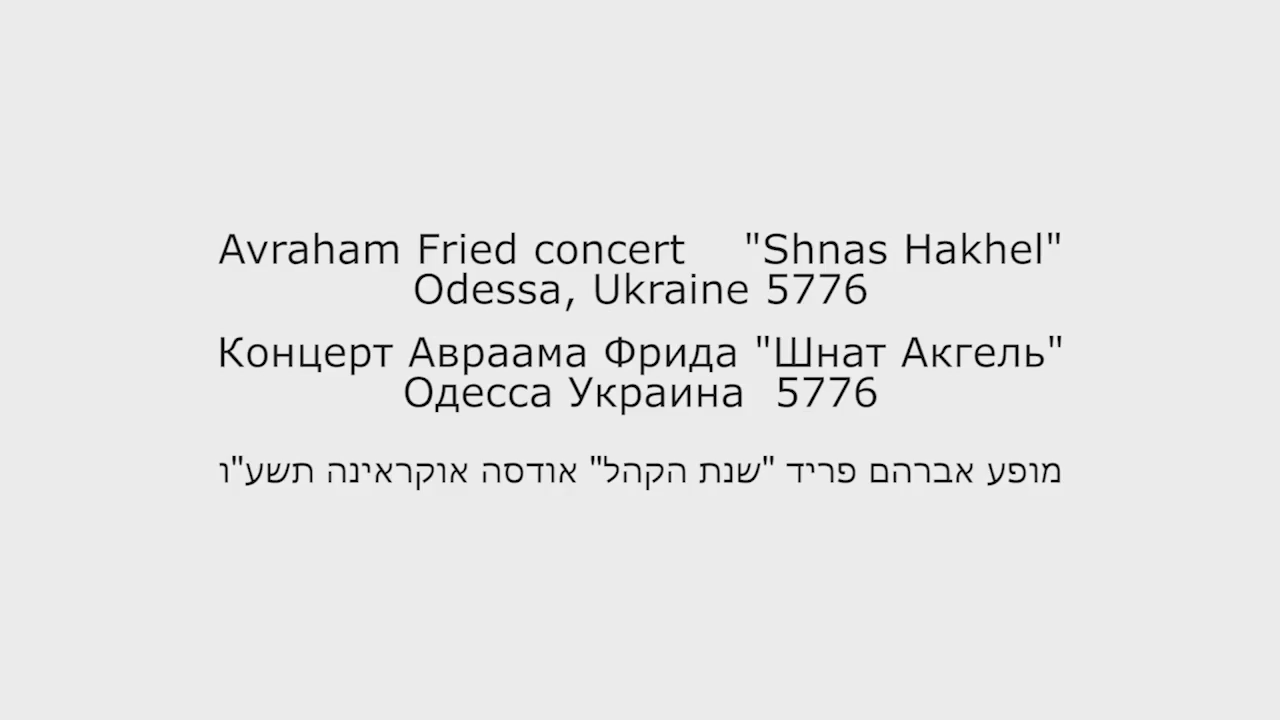 Avraham Fried concert "Shnas Hakhel"
Odessa, Ukraine 5776
Концерт Авраама Фрида "Шнат Акгель"
Одесса Украина 5776
מופע אברהם פריד "שנת הקהל" אודסה אוקראינה תשע"ו